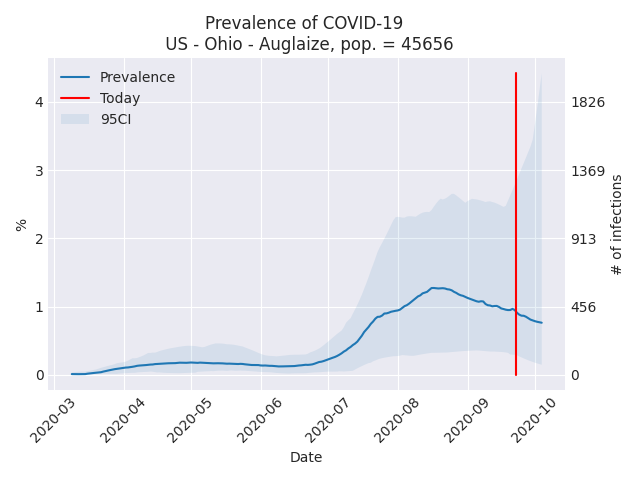 Prevalence of COVID-19
US - Ohio - Auglaize, pop. = 45656
Prevalence
Today
95CI
4
3
2
1
0
%
1826
1369
913
456
0
# of infections
2020-03
2020-04
2020-05
2020-06
2020-07
2020-08
2020-09
2020-10
Date